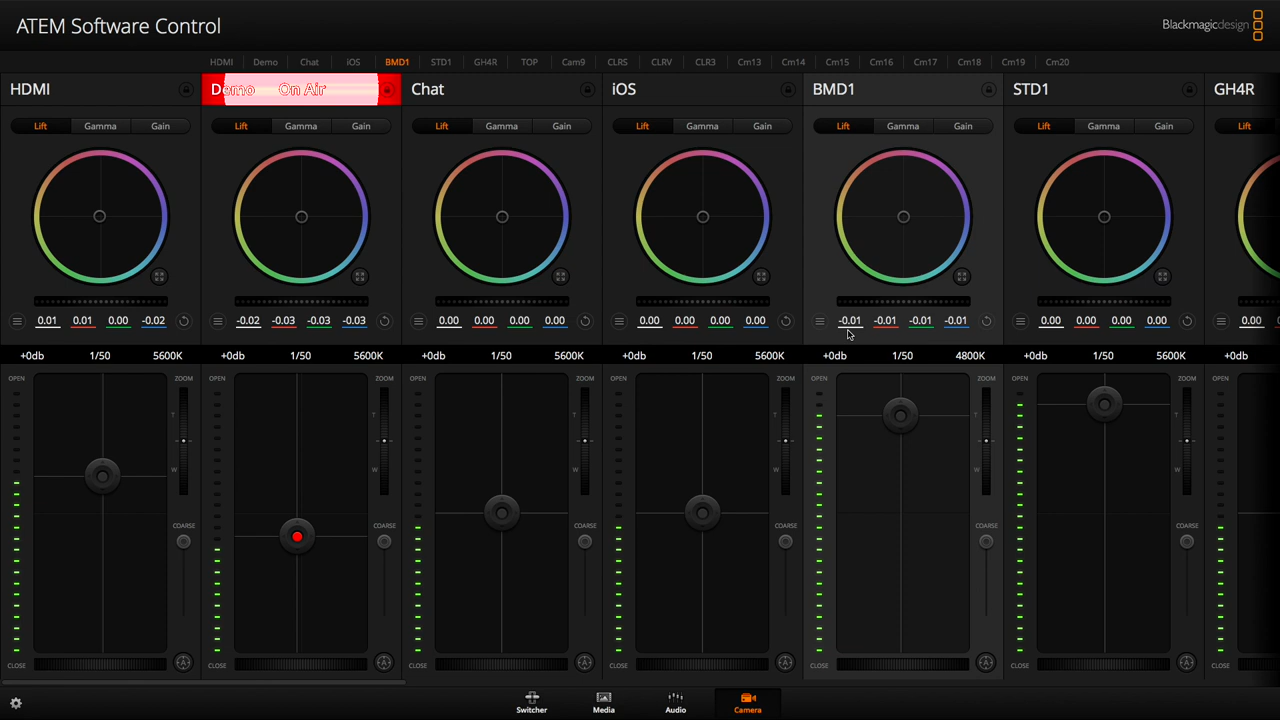 ATEM Software Control
Blackmagicdesign
HDMI Demo Chat iOS BMD1 STD1 GH4R TOP Cam9 CLRS CLRV CLR3 Cm13 Cm14 Cm15 Cm16 Cm17 Cm18 Cm19 Cm20
HDMI Demo On Air Chat iOS BMD1 STD1 GH4R
Lift Gamma Gain Lift Gamma Gain Lift Gamma Gain Lift Gamma Gain Lift Gamma Gain Lift Gamma Gain Lift
0.01 0.01 0.00 -0.02 -0.02 -0.03 -0.03 -0.03 0.00 0.00 0.00 0.00 0.00 0.00 0.00 0.00 -0.01 -0.01 -0.01 -0.01 0.00 0.00 0.00 0.00 0.00
+0db 1/50 5600K +0db 1/50 5600K +0db 1/50 5600K +0db 1/50 5600K +0db 1/50 4800K +0db 1/50 5600K +0db
OPEN ZOOM OPEN ZOOM OPEN ZOOM OPEN ZOOM OPEN ZOOM OPEN ZOOM OPEN
T T T T T T
W W W W W W
COARSE COARSE COARSE COARSE COARSE COARSE
CLOSE A CLOSE A CLOSE A CLOSE A CLOSE A CLOSE A CLOSE
Switcher Media Audio Camera